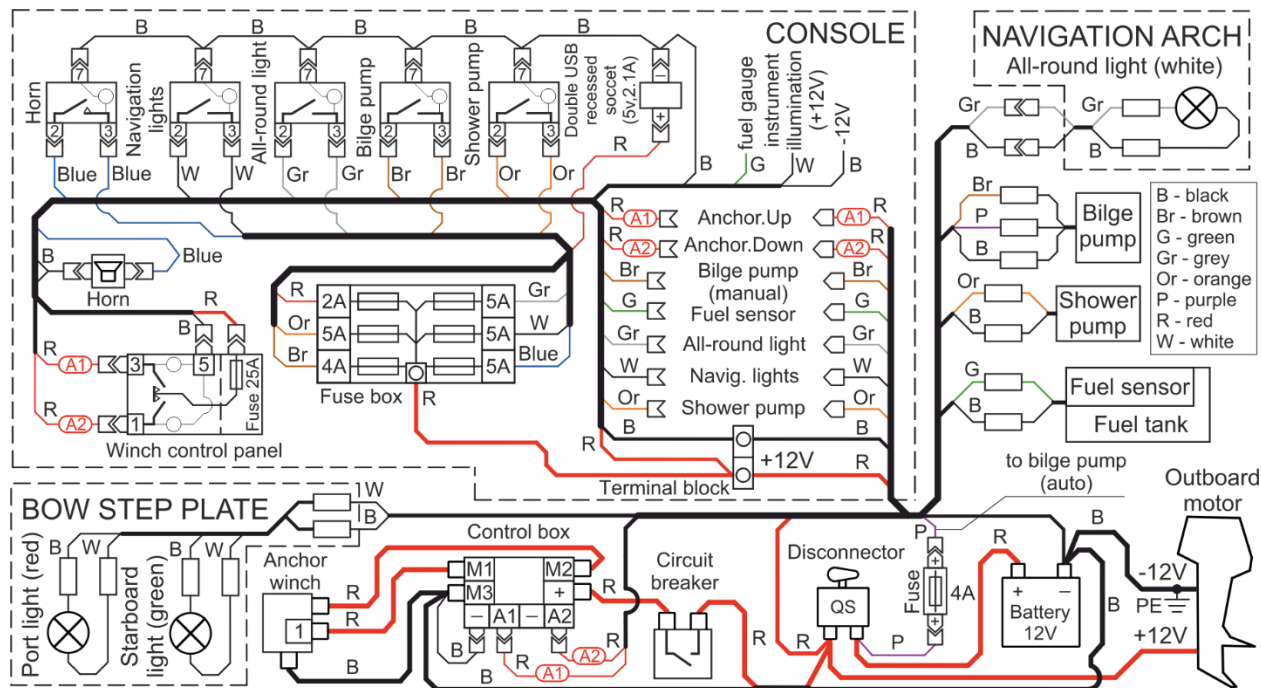 CONSOLE
B
B
B
B
B
B
Horn
7
2
3
Navigation
lights
7
2
3
All-round light
7
2
3
Bilge pump
7
2
3
Shower pump
7
2
3
Double USB
recessed
soccet
(5v,2.1A)
–
+
R
fuel gauge
instrument
illumination
(+12V)
-12V
G
W
B
B
Blue
Blue
W
W
Gr
Gr
Br
Br
Or
Or
B
Horn
Blue
R
B
R
A1
3
5
Fuse 25A
R
A2
1
Winch control panel
R
2A
5A
Gr
Or
5A
5A
W
Br
4A
5A
Blue
Fuse box
R
R
A1
Anchor.Up
A1
R
R
A2
Anchor.Down
A2
R
Br
Bilge pump
(manual)
Br
G
Fuel sensor
G
Gr
All-round light
Gr
W
Navig. lights
W
Or
Shower pump
Or
B
B
R
+12V
R
Terminal block
NAVIGATION ARCH
All-round light (white)
Gr
Gr
B
B
Br
P
B
Bilge
pump
Or
B
Shower
pump
G
B
Fuel sensor
Fuel tank
B - black
Br - brown
G - green
Gr - grey
Or - orange
P - purple
R - red
W - white
to bilge pump
(auto)
Outboard
motor
BOW STEP PLATE
W
B
Port light (red)
B
W
Starboard
light (green)
B
W
Anchor
winch
1
R
R
B
Control box
M1
M2
M3
+
–
A1
–
A2
B
B
R
A1
A2
R
R
Circuit
breaker
R
R
Disconnector
QS
P
Fuse
+
+
4A
P
R
R
+
–
Battery
12V
B
B
-12V
PE
+12V